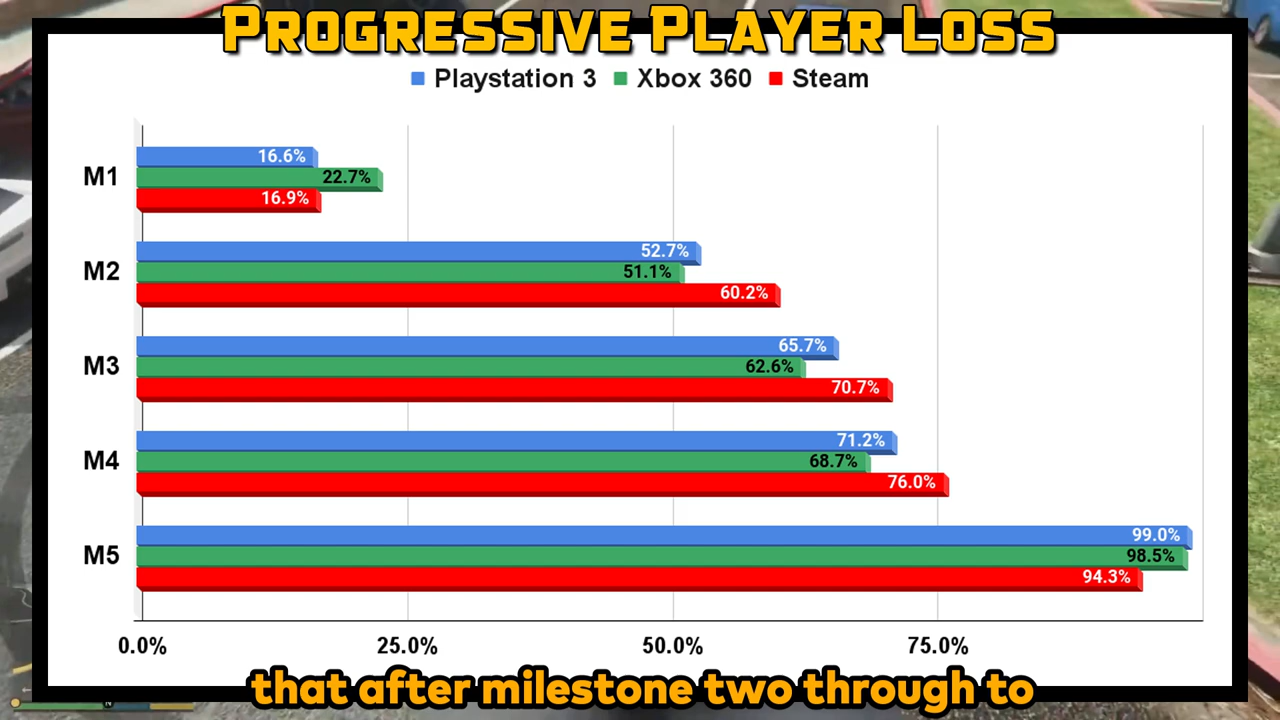 PROGRESSIVE PLAYER LOSS
Playstation 3 Xbox 360 Steam
M1
16.6%
22.7%
16.9%
M2
52.7%
51.1%
60.2%
M3
65.7%
62.6%
70.7%
M4
71.2%
68.7%
76.0%
M5
99.0%
98.5%
94.3%
0.0% 25.0% 50.0% 75.0%
that after milestone two through to
N